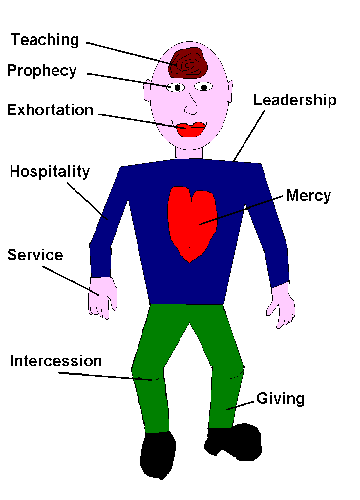 Teaching
Prophecy
Exhortation
Leadership
Hospitality
Mercy
Service
Intercession
Giving